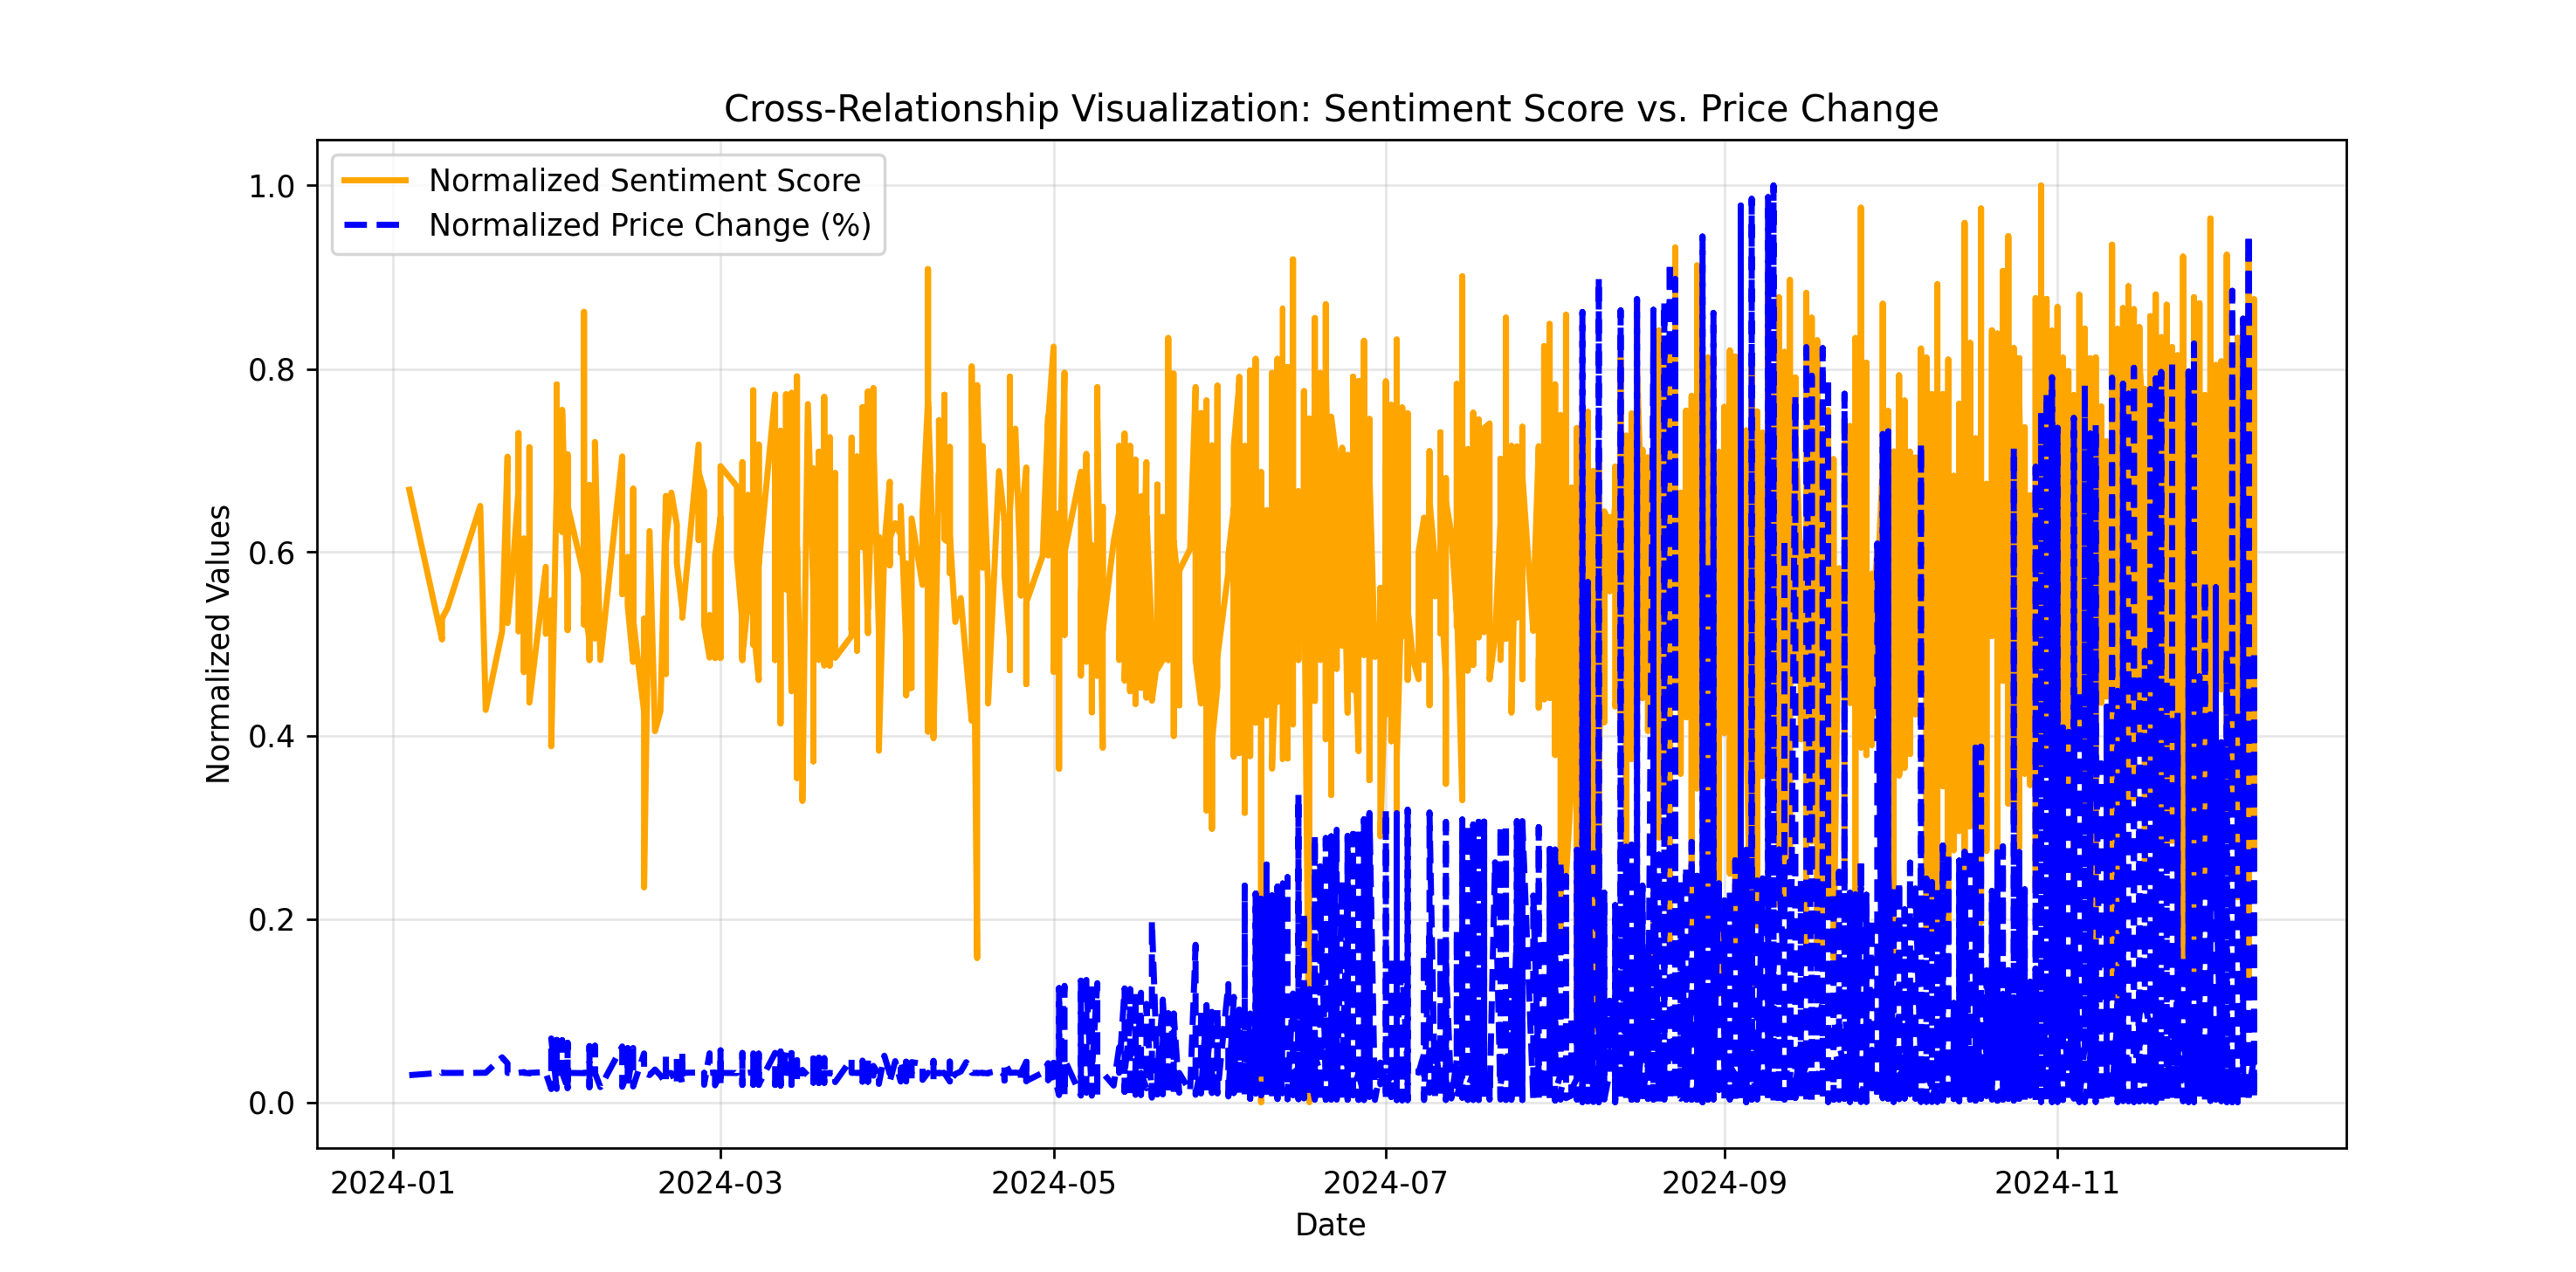 Cross-Relationship Visualization: Sentiment Score vs. Price Change
Normalized Sentiment Score
Normalized Price Change (%)
Normalized Values
1.0
0.8
0.6
0.4
0.2
0.0
2024-01 2024-03 2024-05 2024-07 2024-09 2024-11
Date